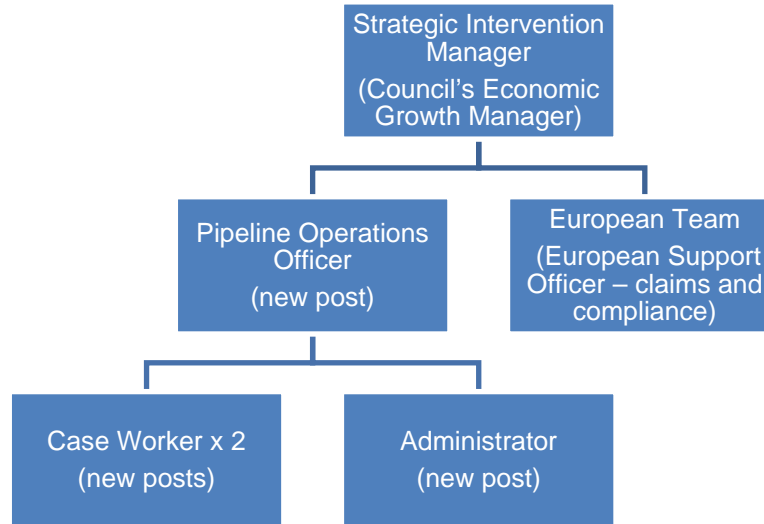 Strategic Intervention
Manager
(Council’s Economic
Growth Manager)
Pipeline Operations
Officer
(new post)
European Team
(European Support
Officer – claims and
compliance)
Case Worker x 2
(new posts)
Administrator
(new post)